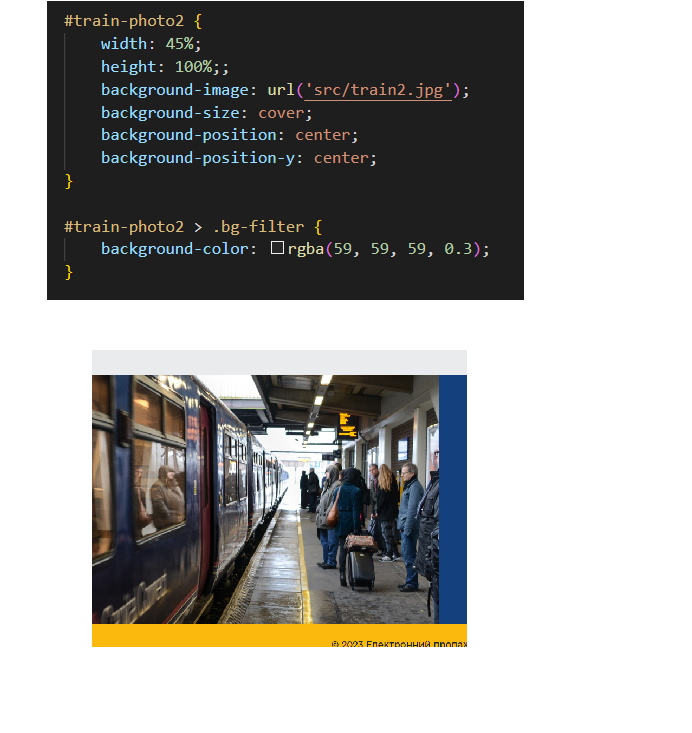 #train-photo2 {
width: 45%;
height: 100%;;
background-image: url('src/train2.jpg');
background-size: cover;
background-position: center;
background-position-y: center;
}
#train-photo2 > .bg-filter {
background-color: rgba(59, 59, 59, 0.3);
}
© 2023 Електронний